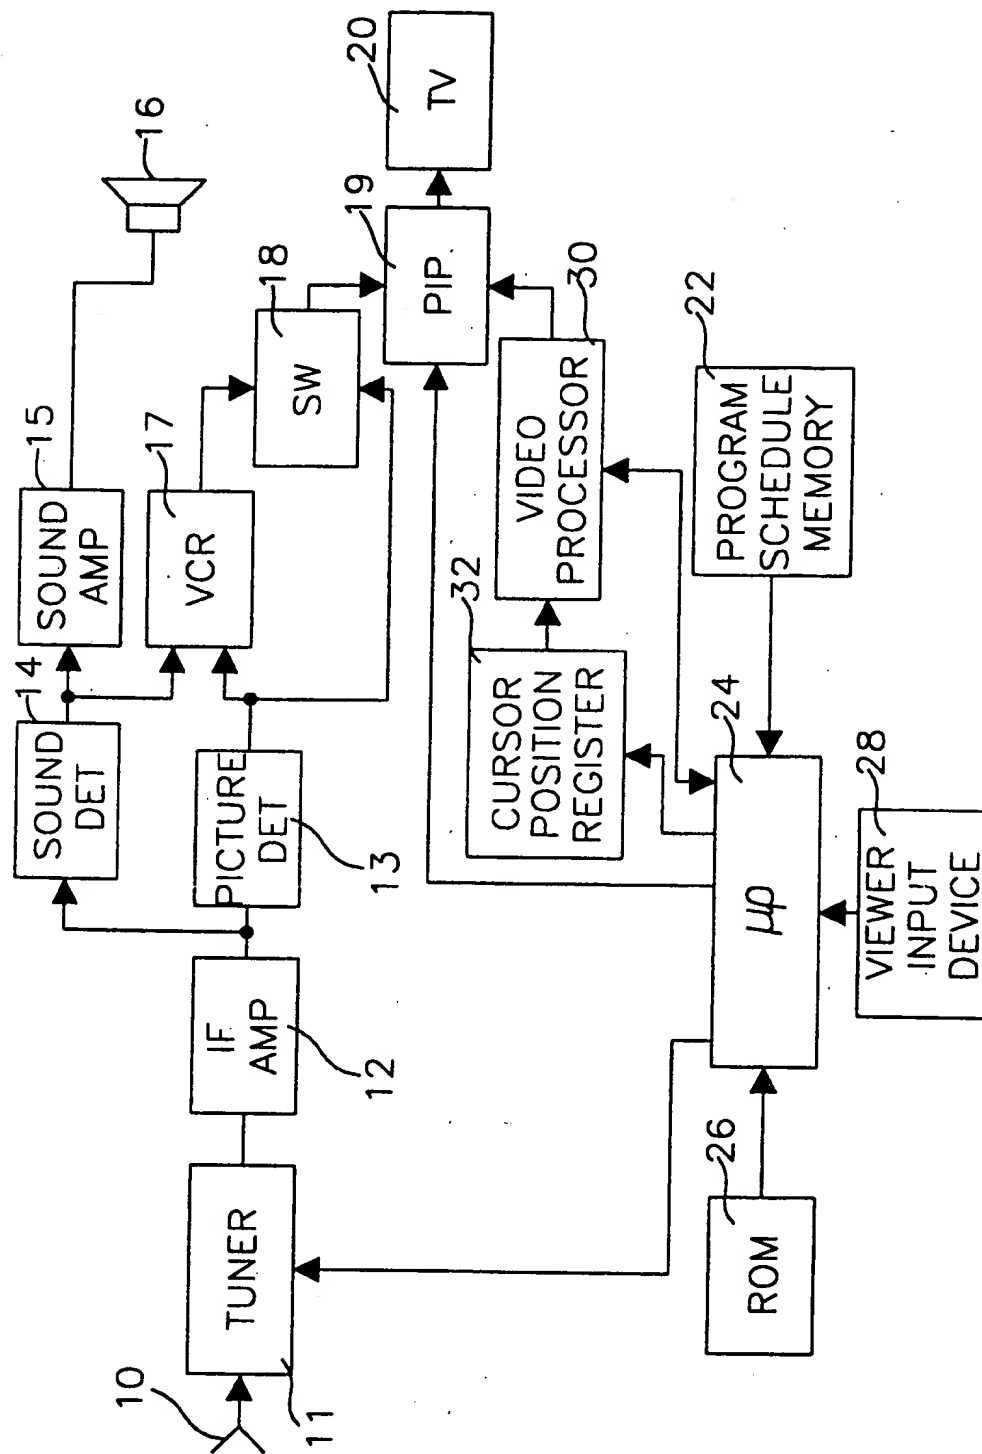 10
TUNER
11
IF
AMP
12
PICTURE
DET
13
SOUND
DET
14
SOUND
AMP
15
16
VCR
17
SW
18
PIP
19
TV
20
CURSOR
POSITION
REGISTER
32
VIDEO
PROCESSOR
30
PROGRAM
SCHEDULE
MEMORY
22
μp
24
ROM
26
VIEWER
INPUT
DEVICE
28